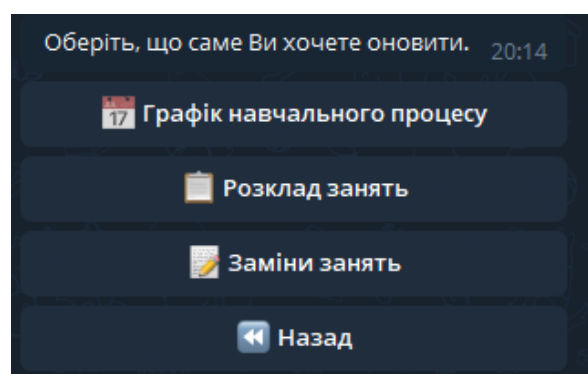 Оберіть, що саме Ви хочете оновити. 20:14
📅 Графік навчального процесу
📋 Розклад занять
📝 Заміни занять
⏪ Назад